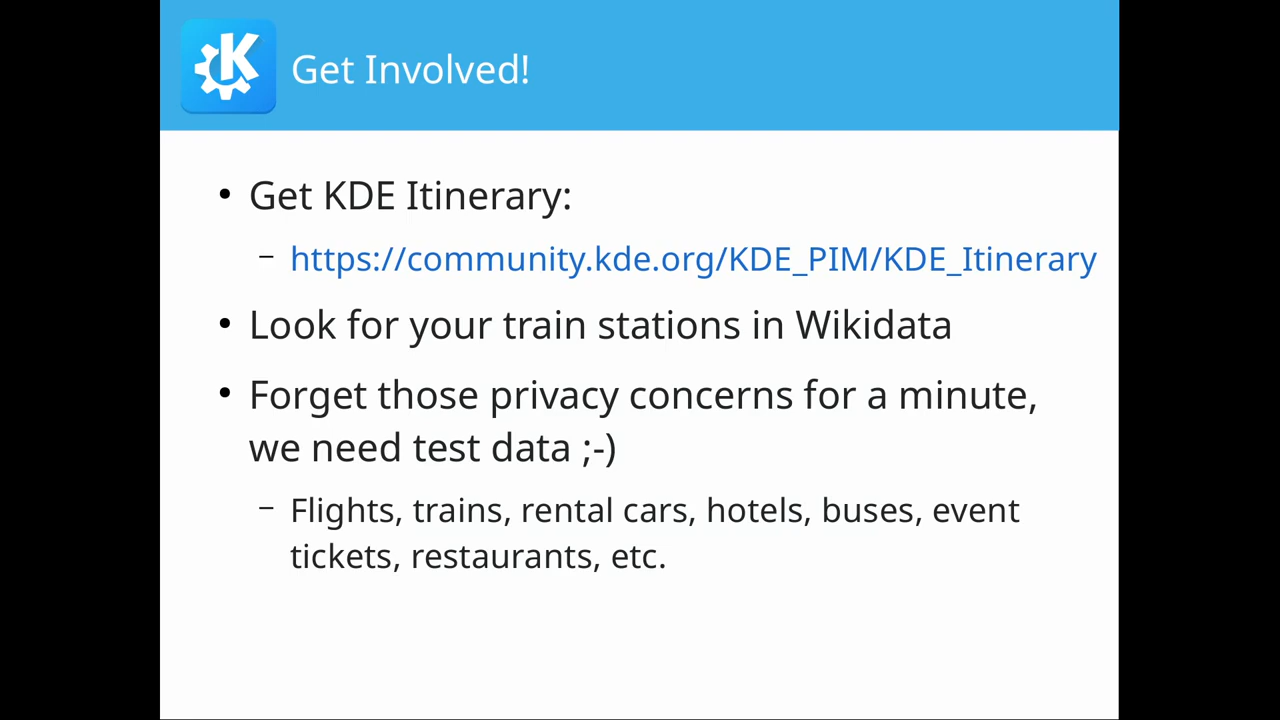 Get Involved!
• Get KDE Itinerary:
– https://community.kde.org/KDE_PIM/KDE_Itinerary
• Look for your train stations in Wikidata
• Forget those privacy concerns for a minute,
we need test data ;-)
– Flights, trains, rental cars, hotels, buses, event
tickets, restaurants, etc.